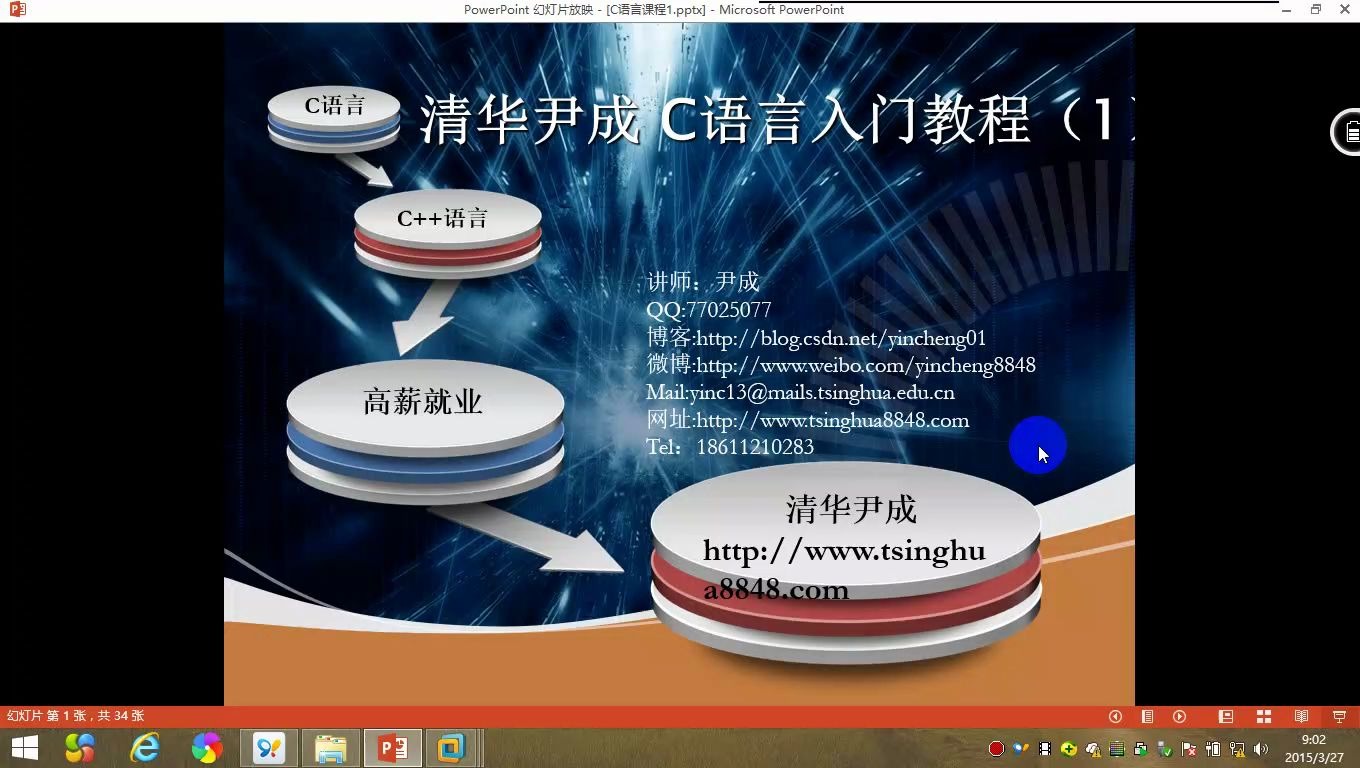 PowerPoint 幻灯片放映 - [C语言课程1.pptx] - Microsoft PowerPoint
C语言
清华尹成 C语言入门教程（1）
C++语言
讲师：尹成
QQ:77025077
博客:http://blog.csdn.net/yincheng01
微博:http://www.weibo.com/yincheng8848
Mail:yinc13@mails.tsinghua.edu.cn
网址:http://www.tsinghua8848.com
Tel：18611210283
高薪就业
清华尹成
http://www.tsinghu
a8848.com
幻灯片 第 1 张，共 34 张
9:02
2015/3/27